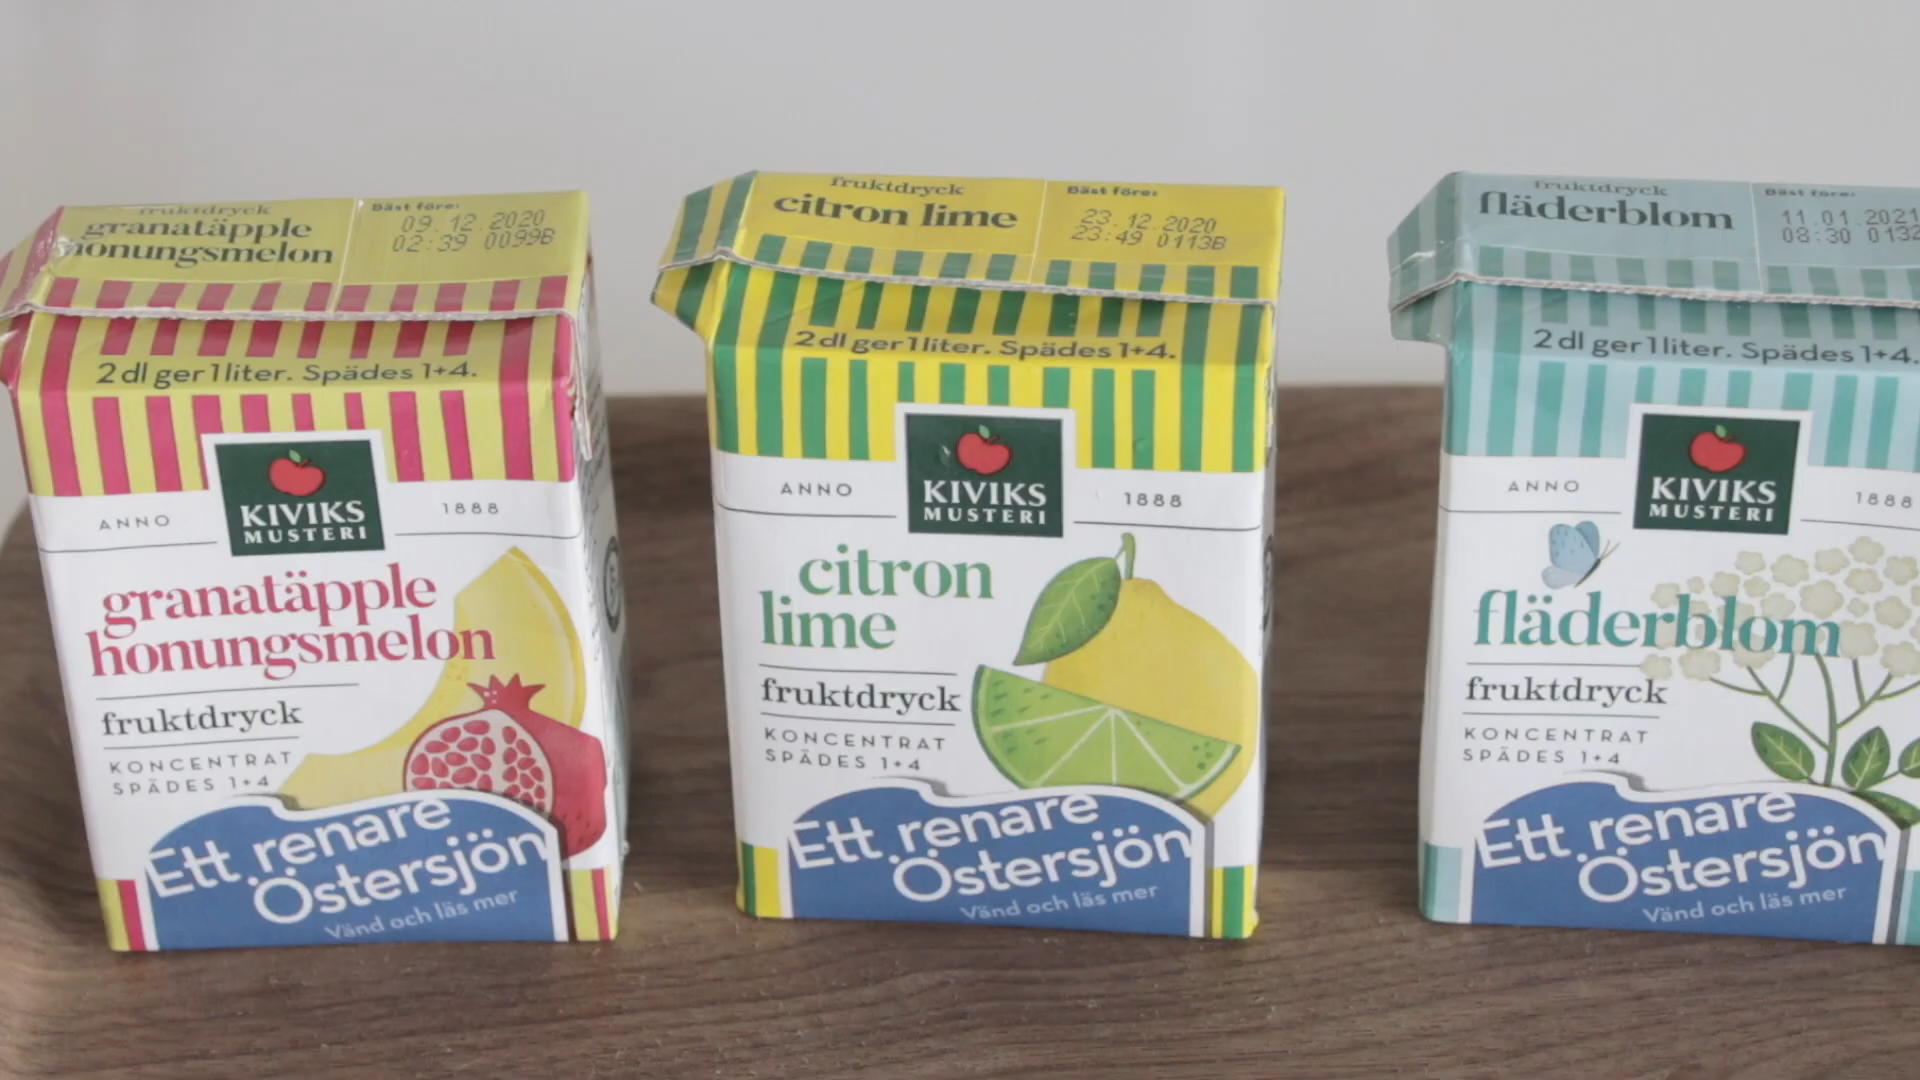 fruktdryck
granatäpple
honungsmelon
Bäst före:
09.12.2020
02:39 0099B
2 dl ger 1 liter. Spädes 1+4.
ANNO
KIVIKS
MUSTERI
1888
granatäpple
honungsmelon
fruktdryck
KONCENTRAT
SPÄDES 1+4
Ett renare
Östersjön
Vänd och läs mer
fruktdryck
citron lime
Bäst före:
23.12.2020
23:49 0113B
2 dl ger 1 liter. Spädes 1+4.
ANNO
KIVIKS
MUSTERI
1888
citron
lime
fruktdryck
KONCENTRAT
SPÄDES 1+4
Ett renare
Östersjön
Vänd och läs mer
fruktdryck
fläderblom
Bäst före:
11.01.2021
08:30 0132
2 dl ger 1 liter. Spädes 1+4.
ANNO
KIVIKS
MUSTERI
1888
fläderblom
fruktdryck
KONCENTRAT
SPÄDES 1+4
Ett renare
Östersjön
Vänd och läs mer